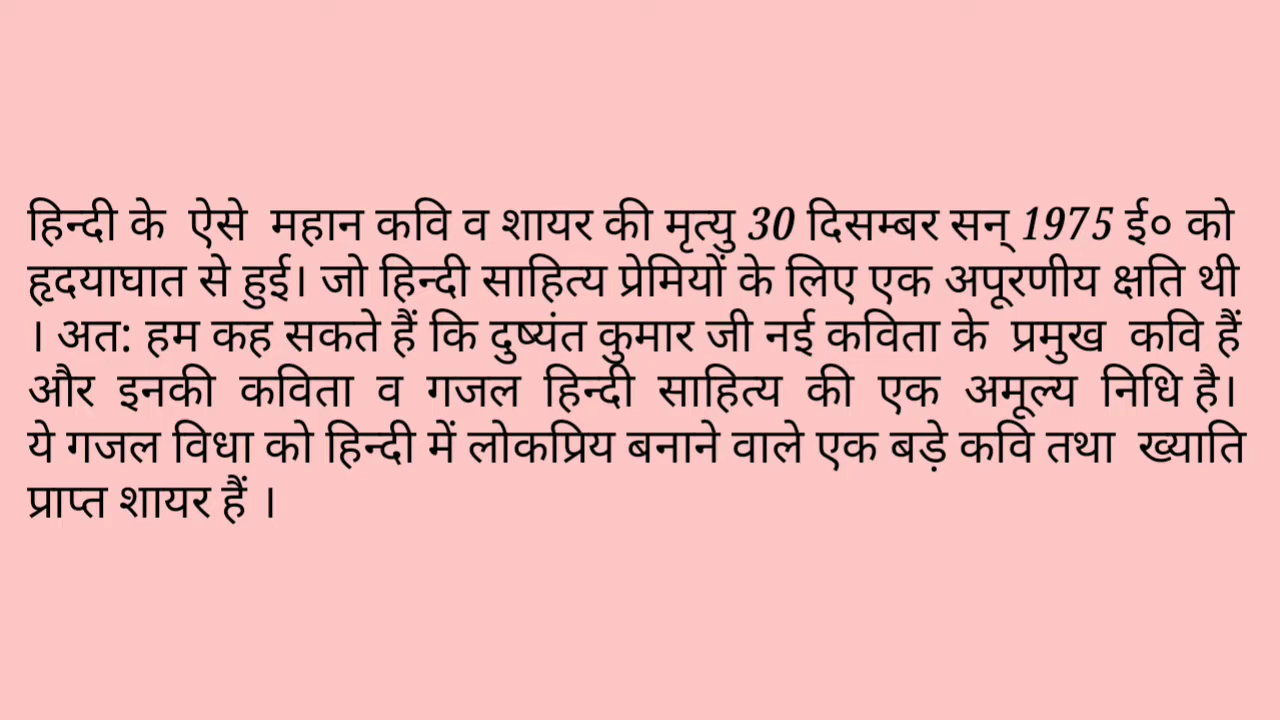 हिन्दी के ऐसे महान कवि व शायर की मृत्यु 30 दिसम्बर सन् 1975 ई० को
हृदयाघात से हुई। जो हिन्दी साहित्य प्रेमियों के लिए एक अपूरणीय क्षति थी
। अत: हम कह सकते हैं कि दुष्यंत कुमार जी नई कविता के प्रमुख कवि हैं
और इनकी कविता व गजल हिन्दी साहित्य की एक अमूल्य निधि है।
ये गजल विधा को हिन्दी में लोकप्रिय बनाने वाले एक बड़े कवि तथा ख्याति
प्राप्त शायर हैं ।